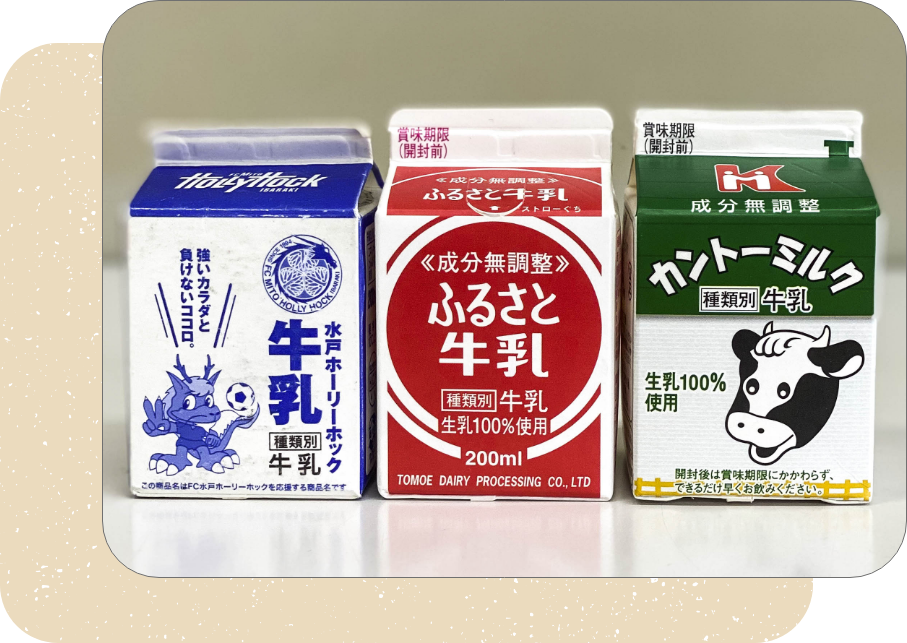 FC MITO
HOLLYHOCK
IBARAKI
強いカラダと
負けないココロ。
FC MITO HOLLY HOCK
水戸ホーリーホック
牛乳
種類別
牛乳
この商品名はFC水戸ホーリーホックを応援する商品名です
賞味期限
(開封前)
≪成分無調整≫
ふるさと牛乳
ストローぐち
≪成分無調整≫
ふるさと
牛乳
種類別 牛乳
生乳100%使用
200ml
TOMOE DAIRY PROCESSING CO., LTD
賞味期限
(開封前)
成分無調整
カントーミルク
種類別 牛乳
生乳100%
使用
開封後は賞味期限にかかわらず、
できるだけ早くお飲みください。